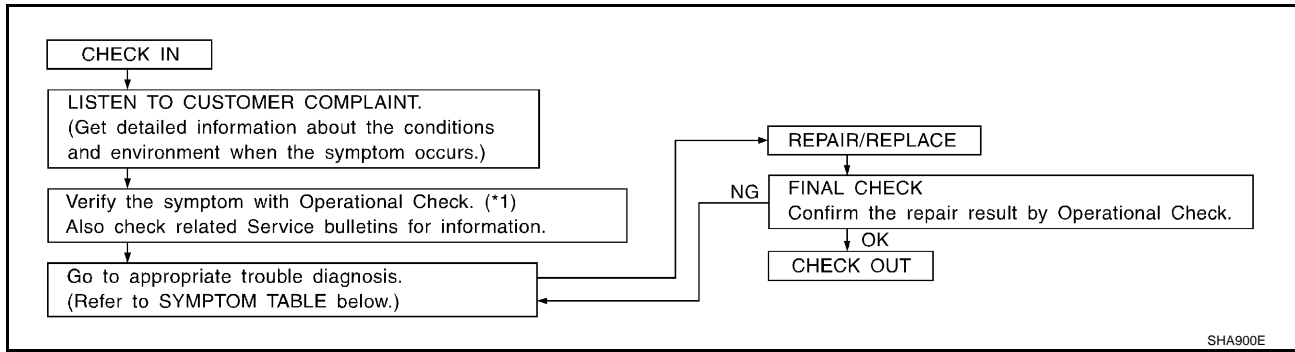 CHECK IN
LISTEN TO CUSTOMER COMPLAINT.
(Get detailed information about the conditions
and environment when the symptom occurs.)
Verify the symptom with Operational Check. (*1)
Also check related Service bulletins for information.
Go to appropriate trouble diagnosis.
(Refer to SYMPTOM TABLE below.)
REPAIR/REPLACE
NG
FINAL CHECK
Confirm the repair result by Operational Check.
OK
CHECK OUT
SHA900E